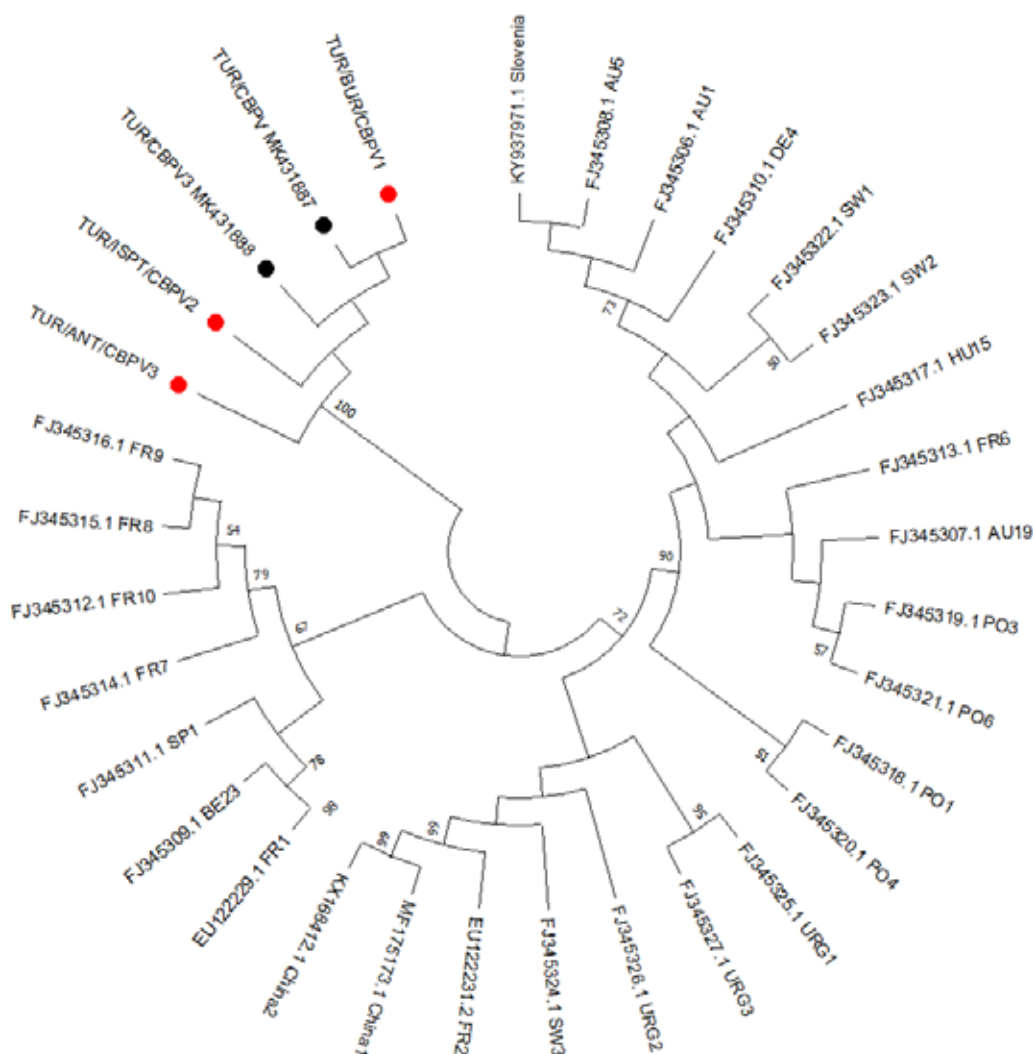 KY937971.1 Slovenia
FJ345308.1 AU5
FJ345306.1 AU1
FJ345310.1 DE4
FJ345322.1 SW1
FJ345323.1 SW2
FJ345317.1 HU15
FJ345313.1 FR6
FJ345307.1 AU19
FJ345319.1 PO3
FJ345321.1 PO6
FJ345318.1 PO1
FJ345320.1 PO4
FJ345325.1 URG1
FJ345327.1 URG3
FJ345326.1 URG2
FJ345324.1 SW3
EU122231.2 FR2
MF175173.1 China1
KX168412.1 China2
EU122229.1 FR1
FJ345309.1 BE23
FJ345311.1 SP1
FJ345314.1 FR7
FJ345312.1 FR10
FJ345315.1 FR8
FJ345316.1 FR9
TUR/ANT/CBPV3
TUR/ISPT/CBPV2
TUR/CBPV3 MK431888
TUR/CBPV MK431887
TUR/BUR/CBPV1
73
50
57
51
90
72
95
99
78
98
67
79
54
100